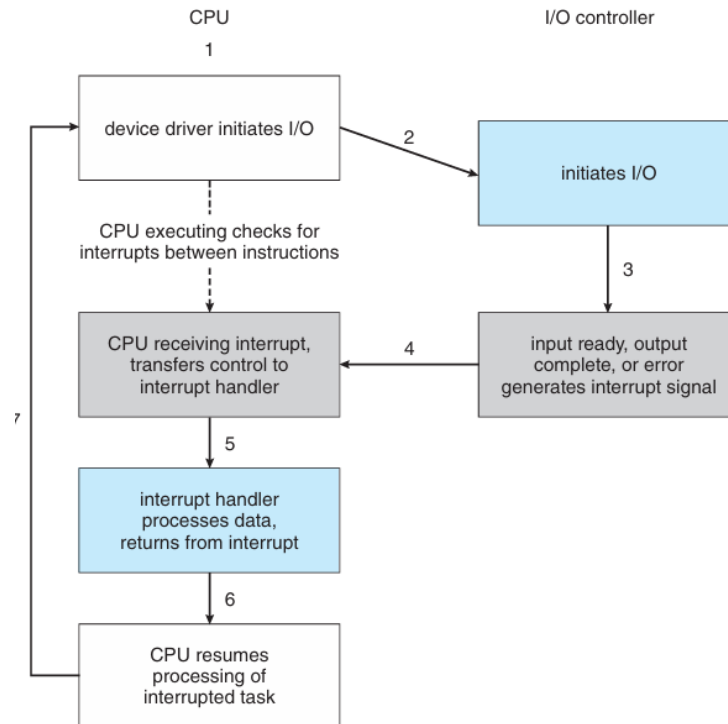 CPU
I/O controller
1
device driver initiates I/O
2
initiates I/O
CPU executing checks for
interrupts between instructions
3
CPU receiving interrupt,
transfers control to
interrupt handler
4
input ready, output
complete, or error
generates interrupt signal
7
5
interrupt handler
processes data,
returns from interrupt
6
CPU resumes
processing of
interrupted task